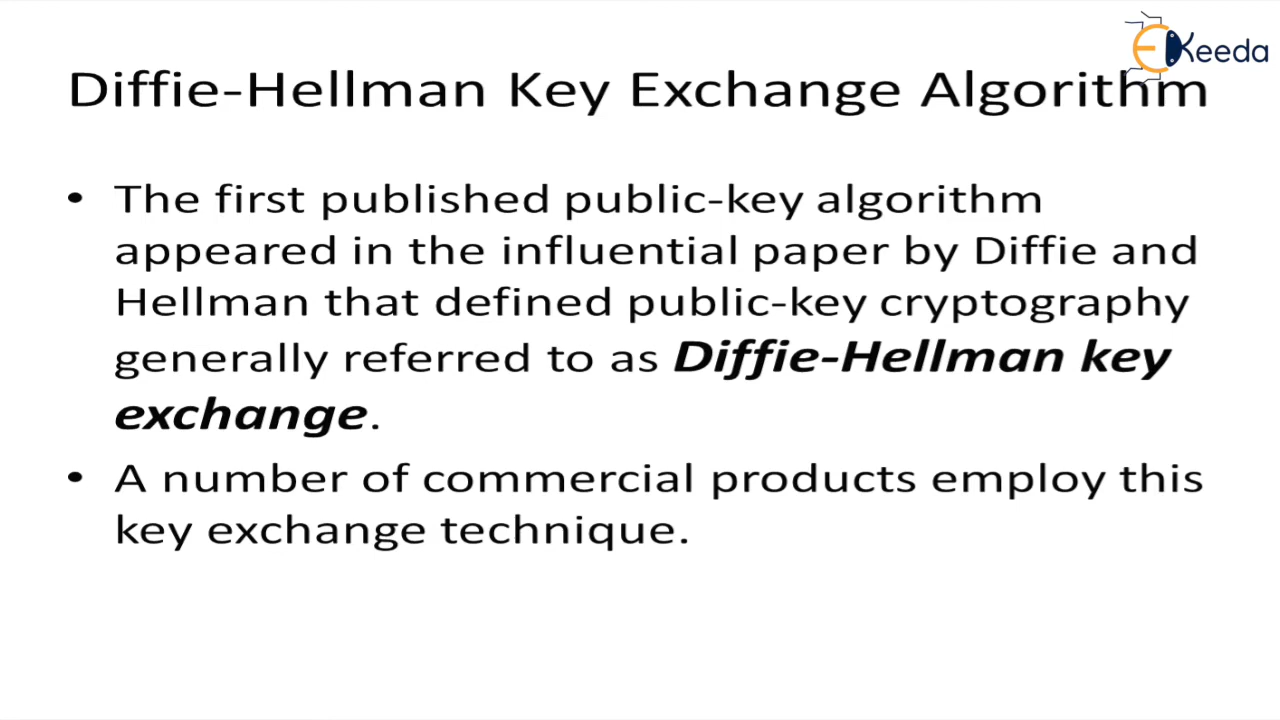 EKeeda
Diffie-Hellman Key Exchange Algorithm
• The first published public-key algorithm
appeared in the influential paper by Diffie and
Hellman that defined public-key cryptography
generally referred to as Diffie-Hellman key
exchange.
• A number of commercial products employ this
key exchange technique.